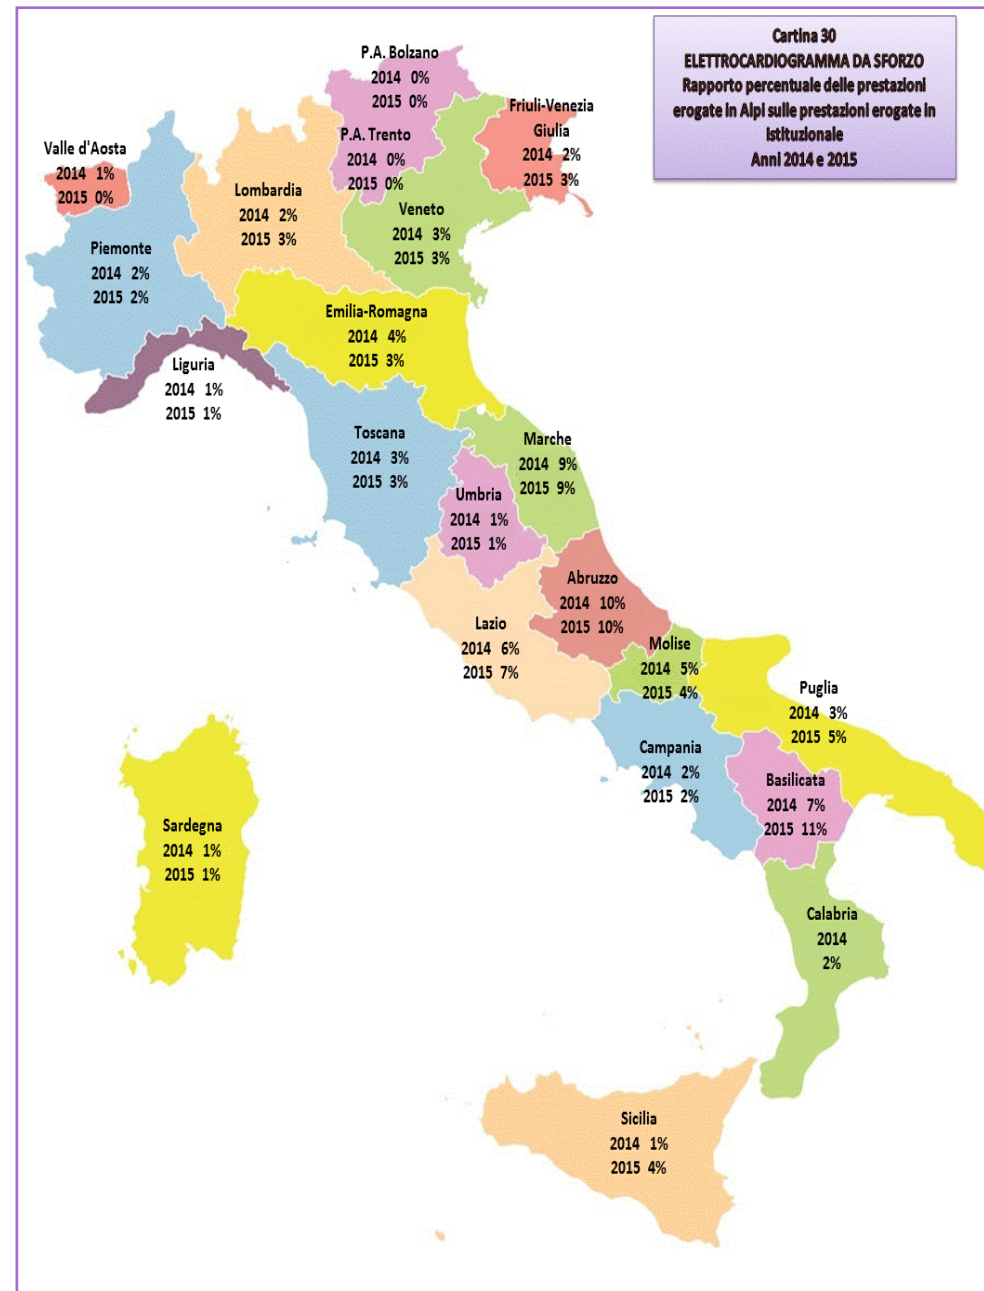 Cartina 30
ELETTROCARDIOGRAMMA DA SFORZO
Rapporto percentuale delle prestazioni
erogate in Alpi sulle prestazioni erogate in
Istituzionale
Anni 2014 e 2015
P.A. Bolzano
2014 0%
2015 0%
P.A. Trento
2014 0%
2015 0%
Friuli-Venezia
Giulia
2014 2%
2015 3%
Valle d'Aosta
2014 1%
2015 0%
Lombardia
2014 2%
2015 3%
Veneto
2014 3%
2015 3%
Piemonte
2014 2%
2015 2%
Emilia-Romagna
2014 4%
2015 3%
Liguria
2014 1%
2015 1%
Toscana
2014 3%
2015 3%
Marche
2014 9%
2015 9%
Umbria
2014 1%
2015 1%
Abruzzo
2014 10%
2015 10%
Lazio
2014 6%
2015 7%
Molise
2014 5%
2015 4%
Puglia
2014 3%
2015 5%
Campania
2014 2%
2015 2%
Basilicata
2014 7%
2015 11%
Sardegna
2014 1%
2015 1%
Calabria
2014
2%
Sicilia
2014 1%
2015 4%